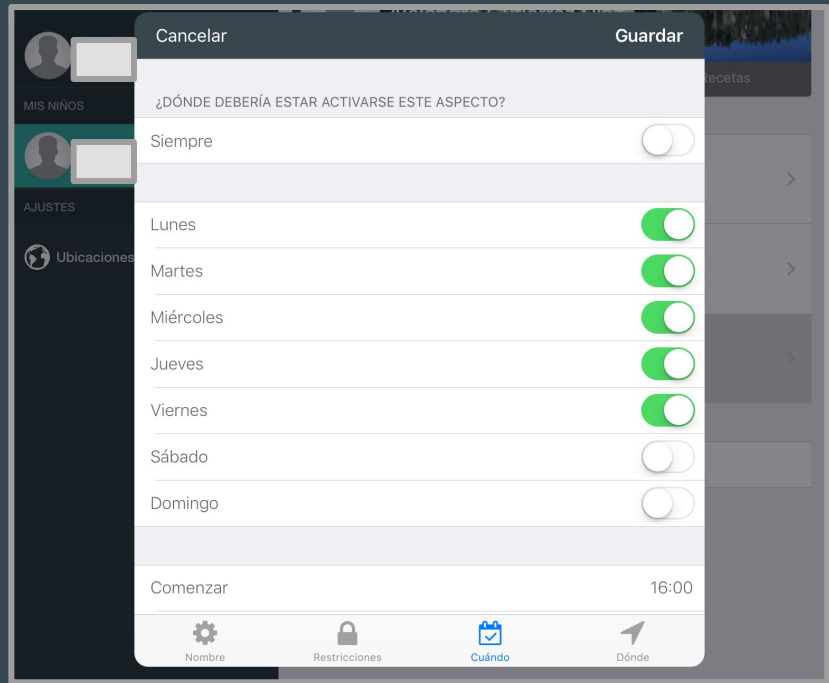 Cancelar
Guardar
Recetas
MIS NIÑOS
¿DÓNDE DEBERÍA ESTAR ACTIVARSE ESTE ASPECTO?
Siempre
AJUSTES
Lunes
Ubicaciones
Martes
Miércoles
Jueves
Viernes
Sábado
Domingo
Comenzar
16:00
Nombre
Restricciones
Cuándo
Dónde